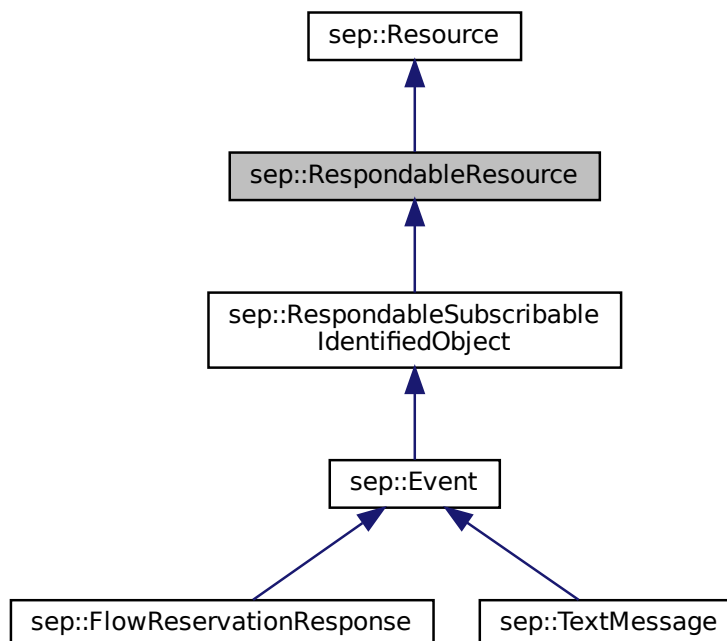 sep::Resource
sep::RespondableResource
sep::RespondableSubscribable
IdentifiedObject
sep::Event
sep::FlowReservationResponse
sep::TextMessage